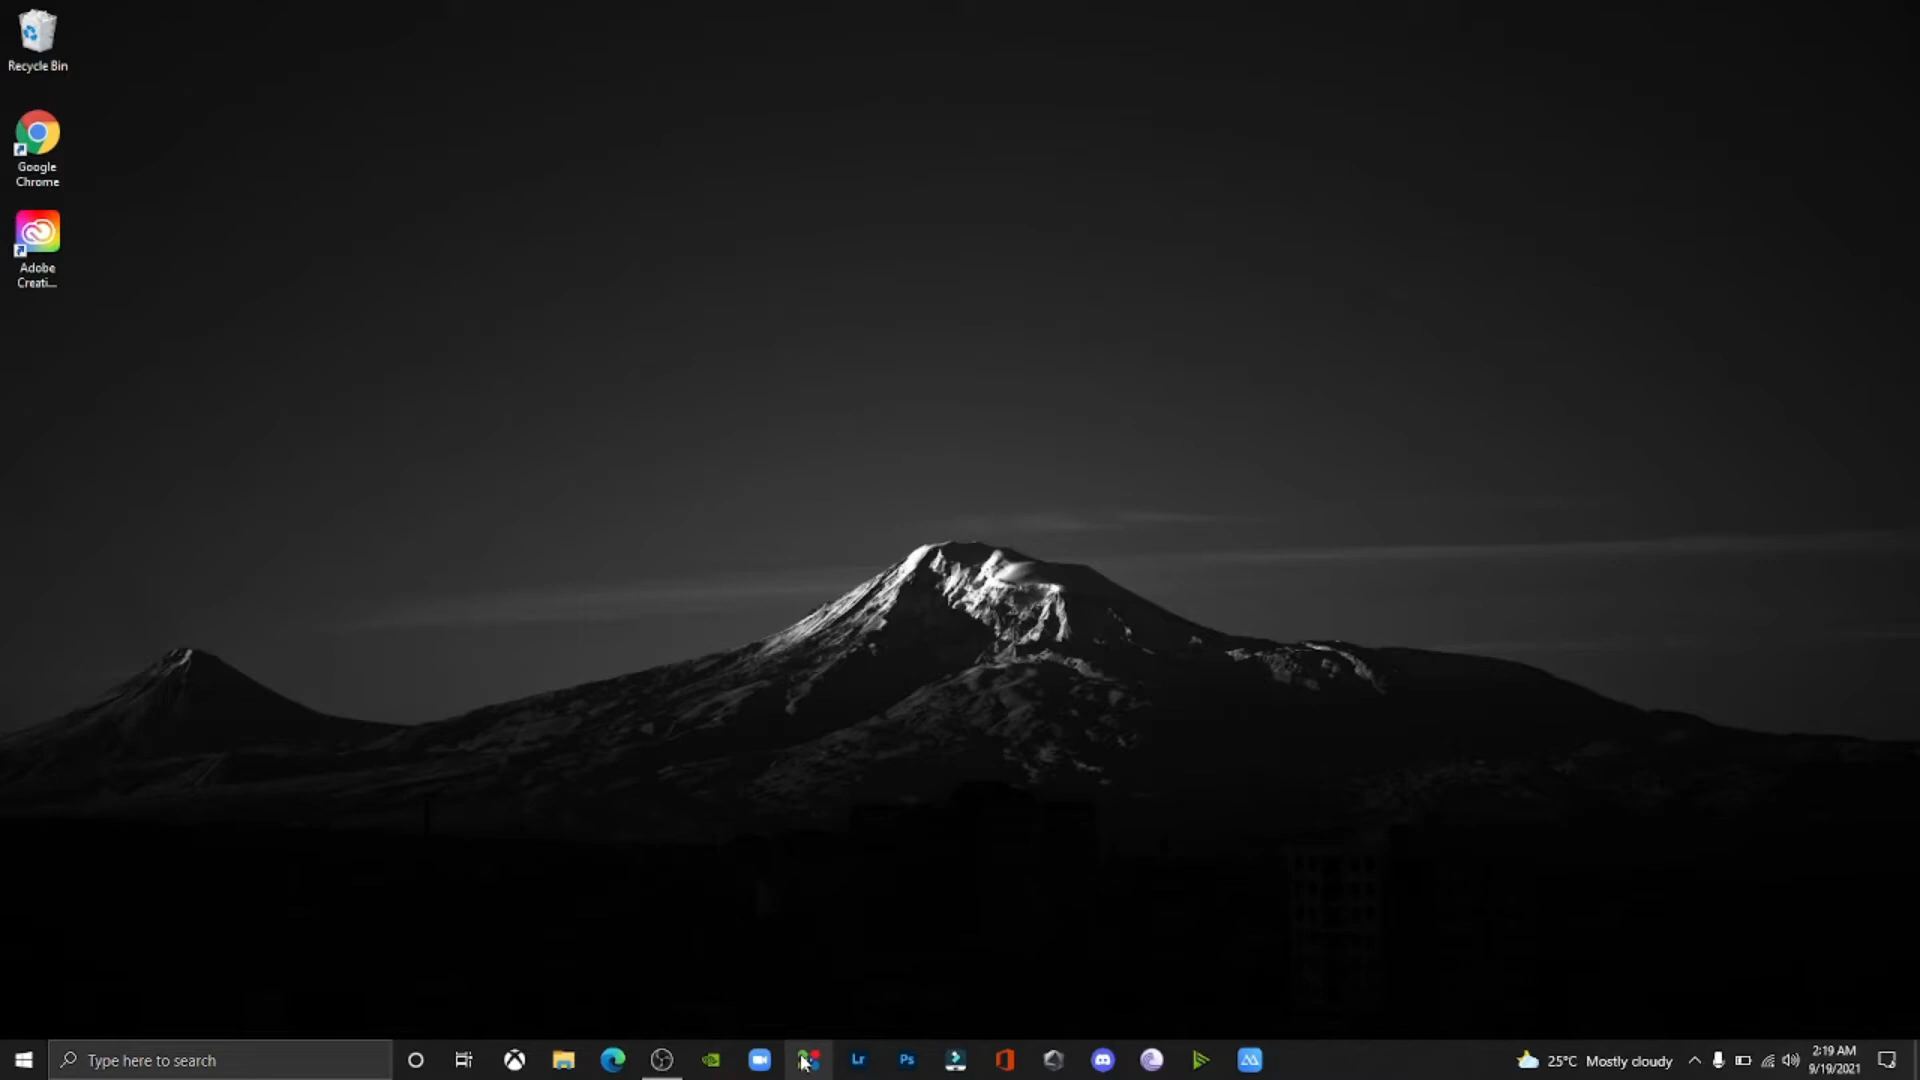 Recycle Bin
Google
Chrome
Adobe
Creati...
Type here to search
Lr
Ps
25°C Mostly cloudy
2:19 AM
9/19/2021